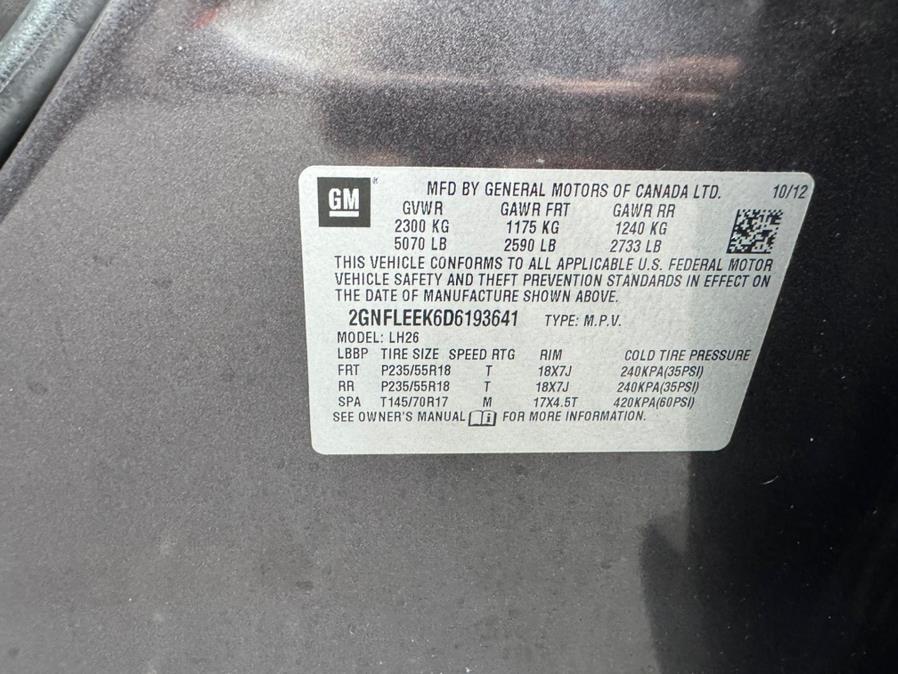 GM
MFD BY GENERAL MOTORS OF CANADA LTD. 10/12
GVWR GAWR FRT GAWR RR
2300 KG 1175 KG 1240 KG
5070 LB 2590 LB 2733 LB
THIS VEHICLE CONFORMS TO ALL APPLICABLE U.S. FEDERAL MOTOR
VEHICLE SAFETY AND THEFT PREVENTION STANDARDS IN EFFECT ON
THE DATE OF MANUFACTURE SHOWN ABOVE.
2GNFLEEK6D6193641 TYPE: M.P.V.
MODEL: LH26
LBBP TIRE SIZE SPEED RTG RIM COLD TIRE PRESSURE
FRT P235/55R18 T 18X7J 240KPA(35PSI)
RR P235/55R18 T 18X7J 240KPA(35PSI)
SPA T145/70R17 M 17X4.5T 420KPA(60PSI)
SEE OWNER'S MANUAL FOR MORE INFORMATION.